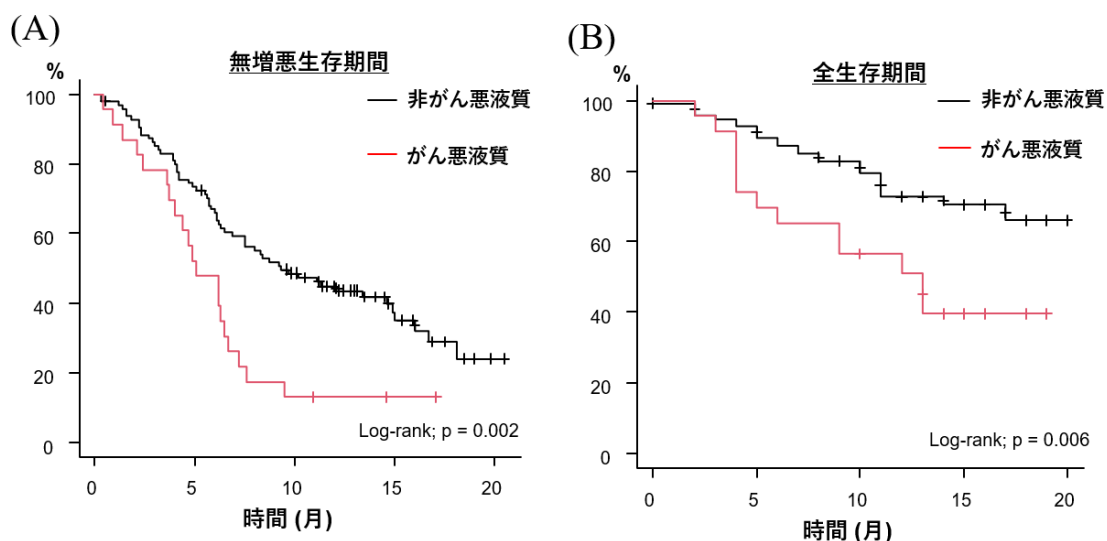 (A)
無増悪生存期間
%
非がん悪液質
がん悪液質
100
80
60
40
20
0
Log-rank; p = 0.002
0 5 10 15 20
時間 (月)
(B)
全生存期間
%
非がん悪液質
がん悪液質
100
80
60
40
20
0
Log-rank; p = 0.006
0 5 10 15 20
時間 (月)